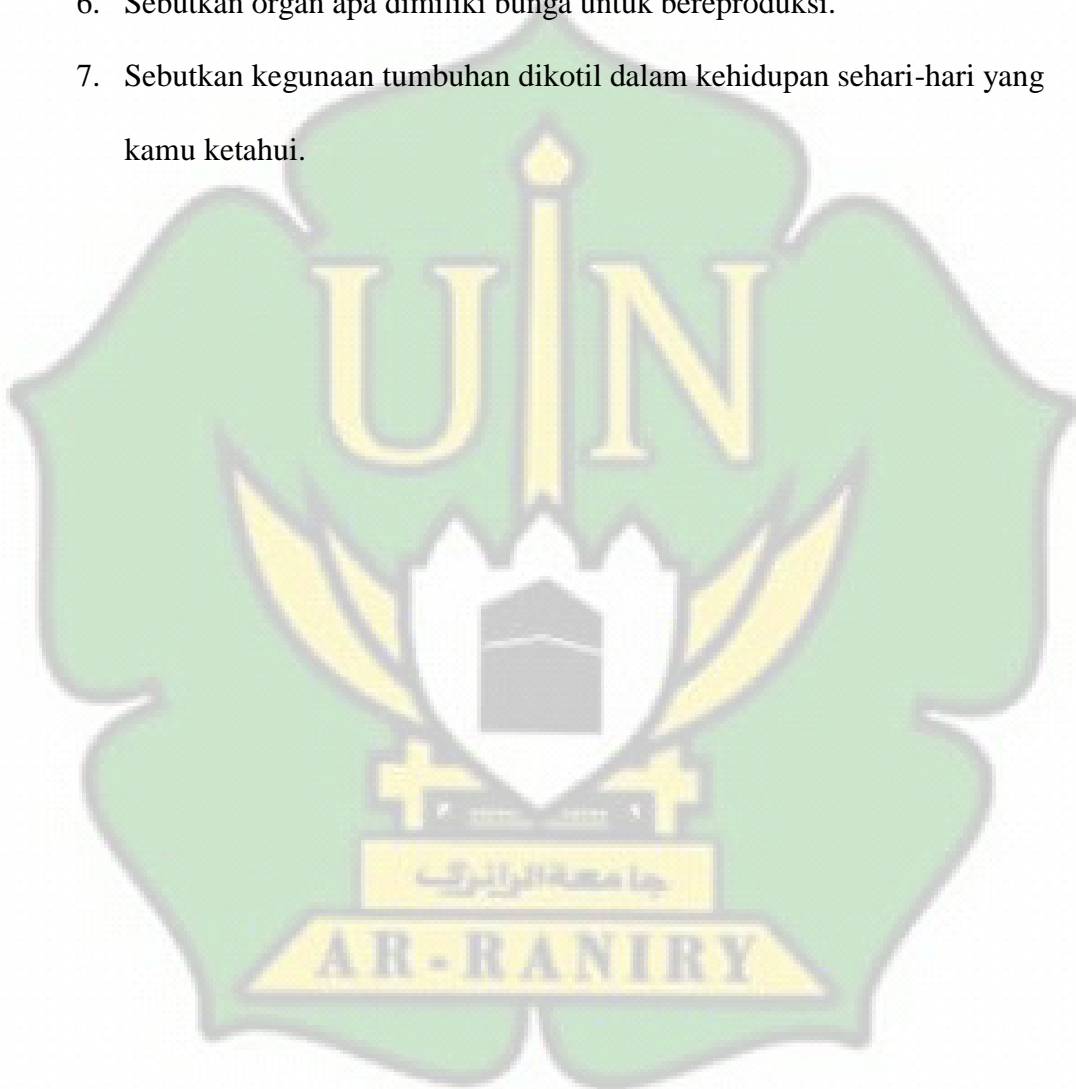 6. Sebutkan organ apa dimiliki bunga untuk bereproduksi.
7. Sebutkan kegunaan tumbuhan dikotil dalam kehidupan sehari-hari yang
kamu ketahui.
UIN
جامعةالرانري
AR-RANIRY